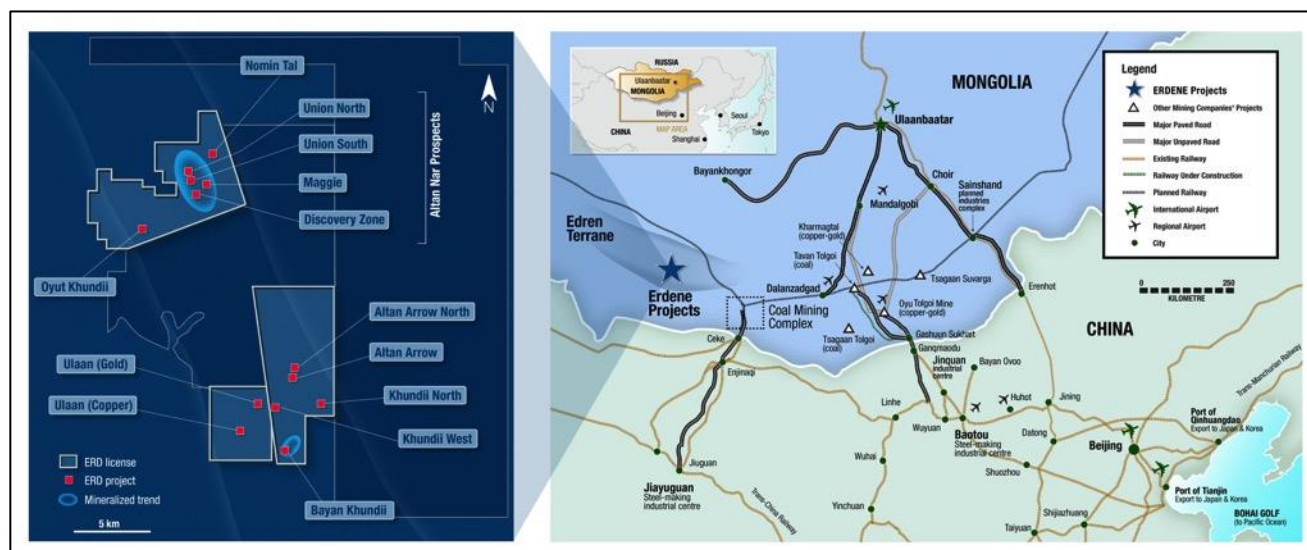 Nomin Tal
Union North
Union South
Maggie
Discovery Zone
Altan Nar Prospects
N
Oyut Khundii
Altan Arrow North
Altan Arrow
Ulaan (Gold)
Ulaan (Copper)
Khundii North
Khundii West
Bayan Khundii
ERD license
ERD project
Mineralized trend
5 km
RUSSIA
Ulaanbaatar
MONGOLIA
Beijing
MAP AREA
CHINA
Seoul
Tokyo
Shanghai
MONGOLIA
Ulaanbaatar
Bayankhongor
Choir
Sainshand
planned
industries
complex
Mandalgobi
Kharmagtal
(copper-gold)
Tavan Tolgoi
(coal)
Tsagaan Suvarga
Edren
Terrane
Erdene
Projects
Dalanzadgad
Oyu Tolgoi Mine
(copper-gold)
Erenhot
Coal Mining
Complex
Tsagaan Tolgoi
(coal)
Gashuun Sukhait
Ganqmaodu
Ceke
Enjinaqi
CHINA
Jinquan
industrial
centre
Bayan Ovoo
Linhe
Huhot
Jining
Wuyuan
Baotou
Steel-making
industrial centre
Datong
Beijing
Port of
Qinhuangdao
Export to Japan & Korea
Trans-Manchurian Railway
Wuhai
Shuozhou
Jiuguan
Jiayuguan
Steel-making
industrial centre
Trans-China Railway
Yinchuan
Port of Tianjin
Export to Japan & Korea
Shijiazhuang
Taiyuan
BOHAI GOLF
(to Pacific Ocean)
Legend
ERDENE Projects
Other Mining Companies' Projects
Major Paved Road
Major Unpaved Road
Existing Railway
Railway Under Construction
Planned Railway
International Airport
Regional Airport
City
0 250
KILOMETRE